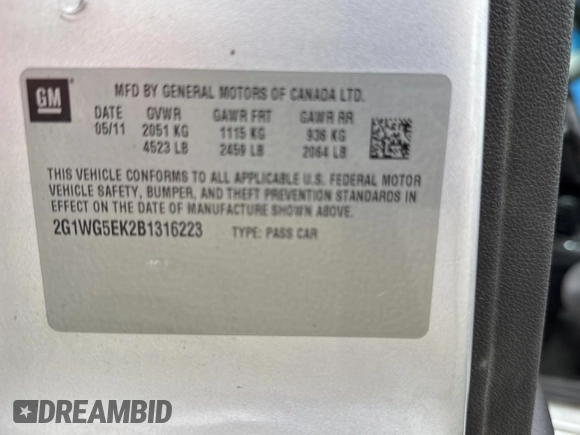 GM
MFD BY GENERAL MOTORS OF CANADA LTD.
DATE GVWR GAWR FRT GAWR RR
05/11 2051 KG 1115 KG 936 KG
4523 LB 2459 LB 2064 LB
THIS VEHICLE CONFORMS TO ALL APPLICABLE U.S. FEDERAL MOTOR
VEHICLE SAFETY, BUMPER, AND THEFT PREVENTION STANDARDS IN
EFFECT ON THE DATE OF MANUFACTURE SHOWN ABOVE.
2G1WG5EK2B1316223 TYPE: PASS CAR
DREAMBID